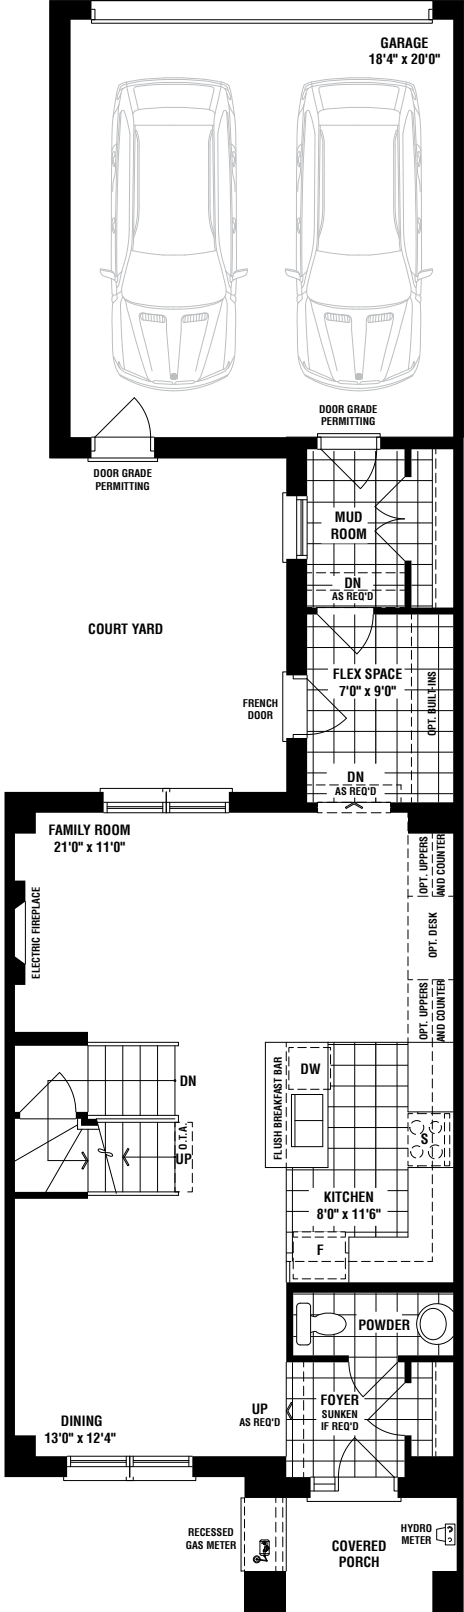 GARAGE
18'4" x 20'0"
DOOR GRADE
PERMITTING
DOOR GRADE
PERMITTING
MUD
ROOM
DN
AS REQ'D
COURT YARD
FLEX SPACE
7'0" x 9'0"
OPT. BUILT-INS
FRENCH
DOOR
DN
AS REQ'D
FAMILY ROOM
21'0" x 11'0"
OPT. UPPERS
AND COUNTER
ELECTRIC FIREPLACE
OPT. DESK
OPT. UPPERS
AND COUNTER
DN
FLUSH BREAKFAST BAR
DW
O.T.A.
UP
S
KITCHEN
8'0" x 11'6"
F
POWDER
UP
AS REQ'D
FOYER
SUNKEN
IF REQ'D
DINING
13'0" x 12'4"
RECESSED
GAS METER
COVERED
PORCH
HYDRO
METER